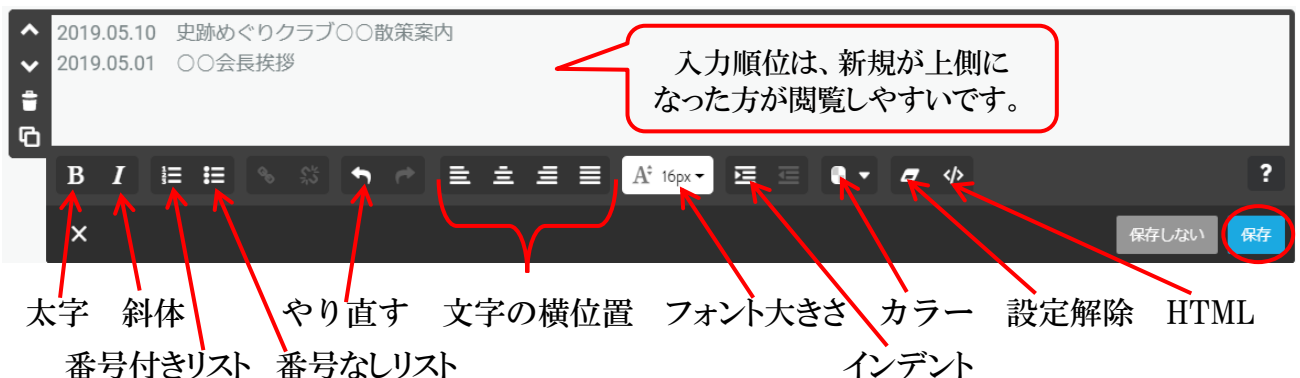 2019.05.10 史跡めぐりクラブ○○散策案内
2019.05.01 ○○会長挨拶
入力順位は、新規が上側に
なった方が閲覧しやすいです。
B I A 16px </> ?
× 保存しない 保存
太字 斜体 やり直す 文字の横位置 フォント大きさ カラー 設定解除 HTML
番号付きリスト 番号なしリスト インデント